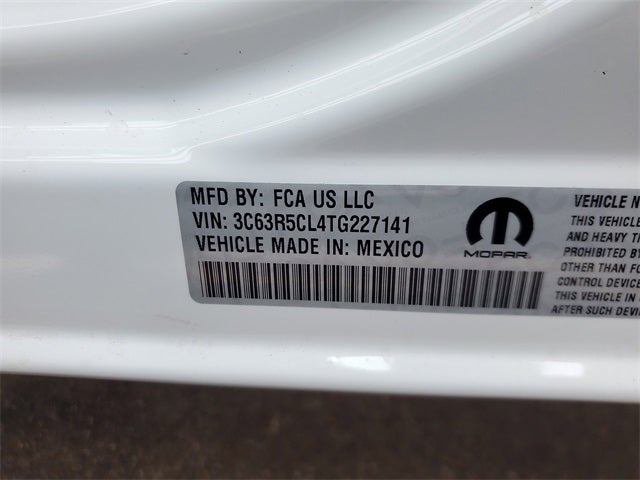 MFD BY: FCA US LLC
VIN: 3C63R5CL4TG227141
VEHICLE MADE IN: MEXICO
MOPAR
VEHICLE
THIS VEHICLE
AND HEAVY
PROHIBITED
OTHER THAN
CONTROL DEVICE
THIS VEHICLE IN
AFTER SUCH